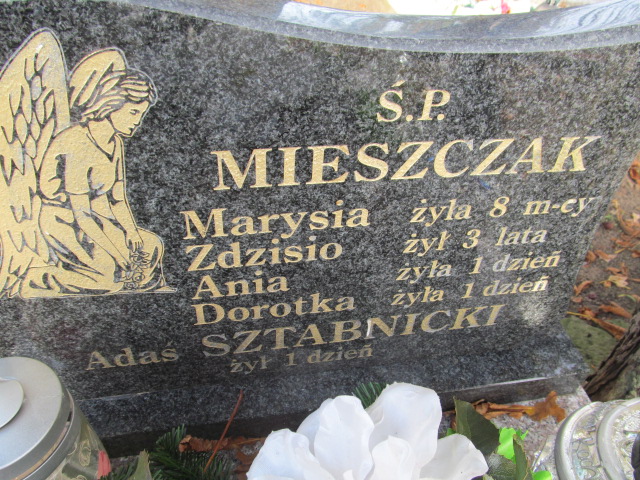 Ś.P.
MIESZCZAK
Marysia żyła 8 m-cy
Zdzisio żył 3 lata
Ania żyła 1 dzień
Dorotka żyła 1 dzień
Adaś SZTABNICKI
żył 1 dzień